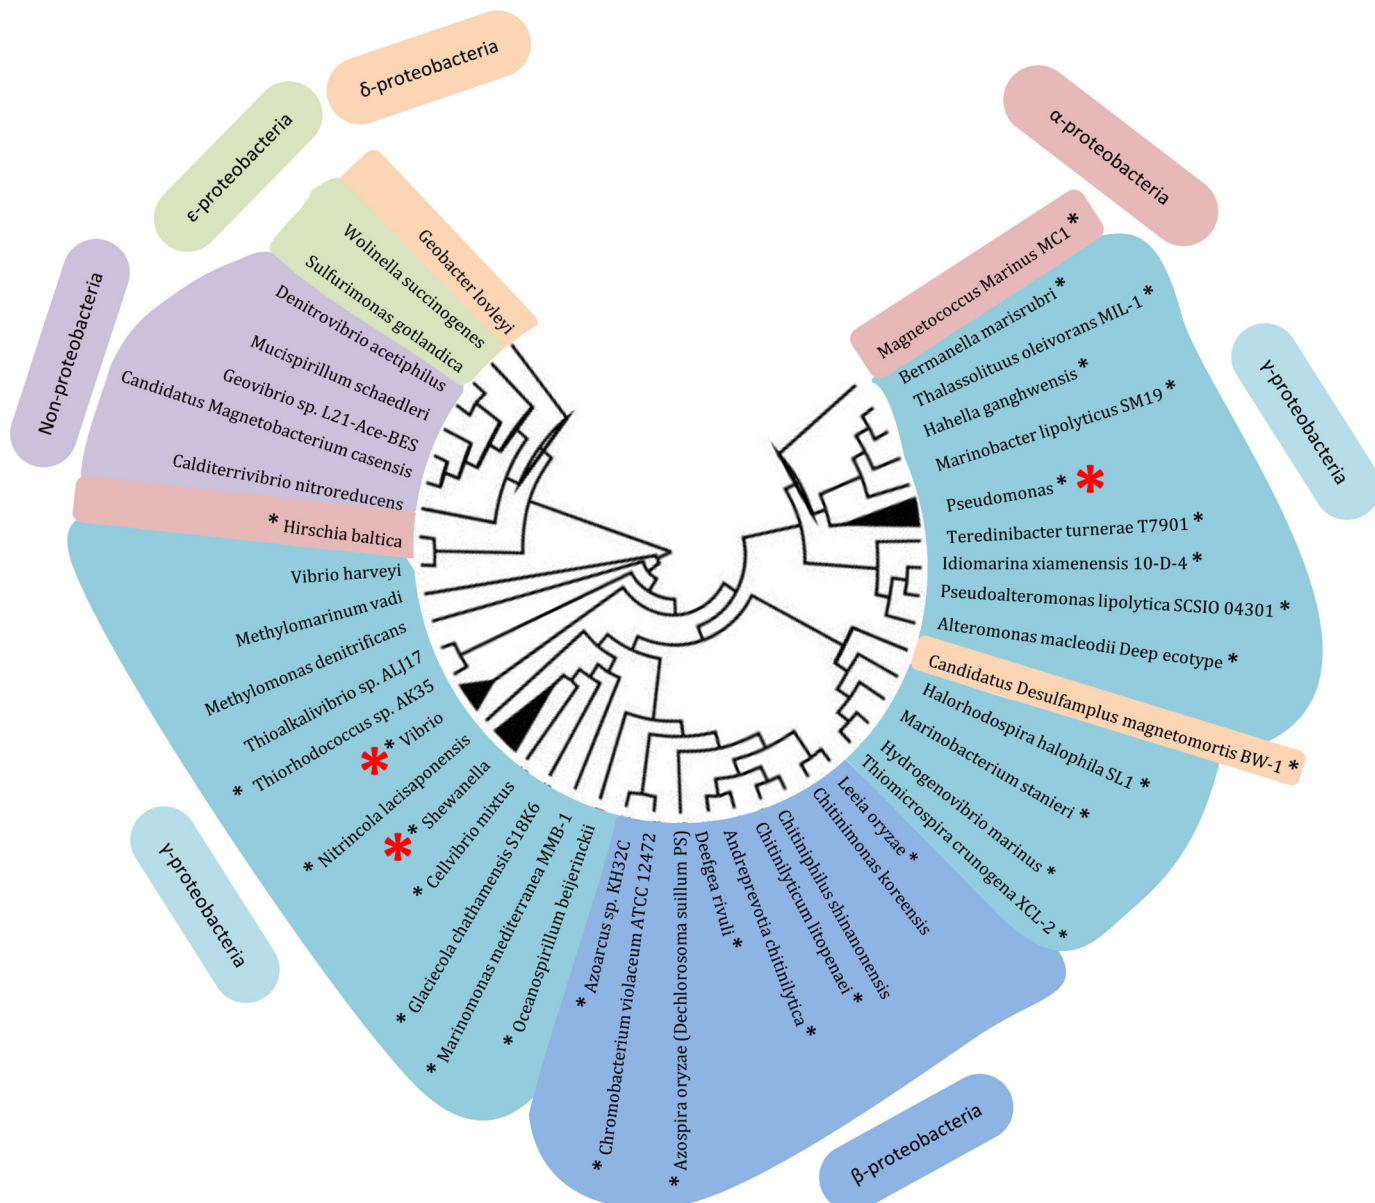 δ-proteobacteria
ε-proteobacteria
Non-proteobacteria
α-proteobacteria
γ-proteobacteria
Geobacter lovleyi
Wolinella succinogenes
Sulfurimonas gotlandica
Denitrovibrio acetiphilus
Mucispirillum schaedleri
Geovibrio sp. L21-Ace-BES
Candidatus Magnetobacterium casensis
Calditerrivibrio nitroreducens
* Hirschia baltica
Vibrio harveyi
Methylomarinum vadi
Methylomonas denitrificans
Thioalkalivibrio sp. ALJ17
* Thiorhodococcus sp. AK35
* * Vibrio
* Nitrincola lacisaponensis
* * Shewanella
* Cellvibrio mixtus
* Glaciecola chathamensis S18K6
* Marinomonas mediterranea MMB-1
* Oceanospirillum beijerinckii
γ-proteobacteria
* Azoarcus sp. KH32C
* Chromobacterium violaceum ATCC 12472
* Azospira oryzae (Dechlorosoma suillum PS)
Deefgea rivuli *
Andreprevotia chitinilytica *
Chitinilyticum litopenaei *
Chitiniphilus shinanonensis
Chitinimonas koreensis
Leeia oryzae *
β-proteobacteria
Thiomicrospira crunogena XCL-2 *
Hydrogenovibrio marinus *
Marinobacterium stanieri *
Halorhodospira halophila SL1 *
Candidatus Desulfamplus magnetomortis BW-1 *
Alteromonas macleodii Deep ecotype *
Pseudoalteromonas lipolytica SCSIO 04301 *
Idiomarina xiamenensis 10-D-4 *
Teredinibacter turnerae T7901 *
Pseudomonas * *
Marinobacter lipolyticus SM19 *
Hahella ganghwensis *
Thalassolituus oleivorans MIL-1 *
Bermanella marisrubri *
Magnetococcus Marinus MC1 *